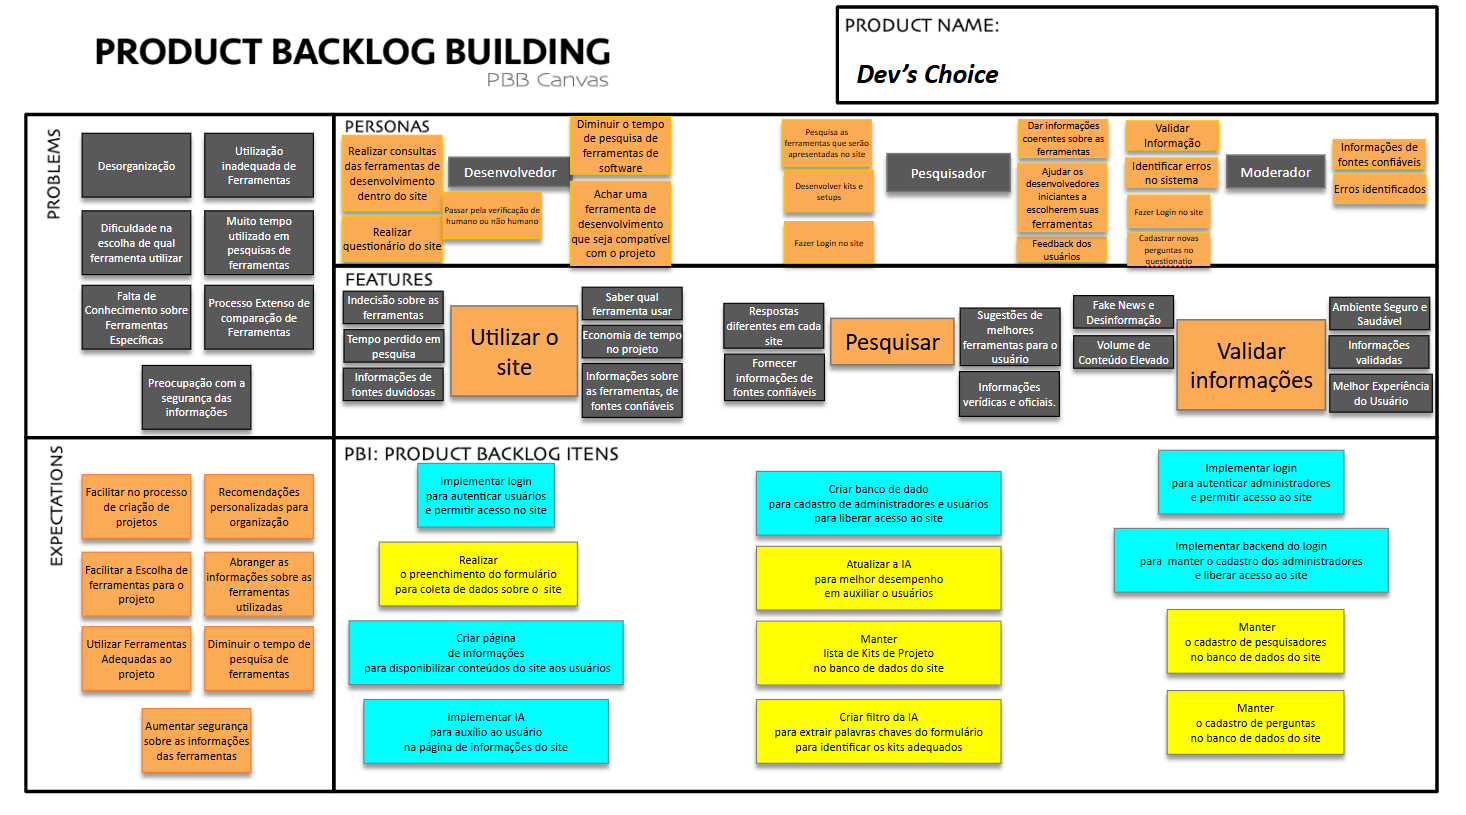 PRODUCT BACKLOG BUILDING
PBB Canvas
PRODUCT NAME:
Dev's Choice
PROBLEMS
Desorganização
Utilização
inadequada de
Ferramentas
Dificuldade na
escolha de qual
ferramenta utilizar
Muito tempo
utilizado em
pesquisas de
ferramentas
Falta de
Conhecimento sobre
Ferramentas
Específicas
Processo Extenso de
comparação de
Ferramentas
Preocupação com a
segurança das
informações
PERSONAS
Realizar consultas
das ferramentas de
desenvolvimento
dentro do site
Realizar
questionário do site
Desenvolvedor
Passar pela verificação de
humano ou não humano
Diminuir o tempo
de pesquisa de
ferramentas de
software
Achar uma
ferramenta de
desenvolvimento
que seja compatível
com o projeto
Pesquisa as
ferramentas que serão
apresentadas no site
Desenvolver kits e
setups
Fazer Login no site
Pesquisador
Dar informações
coerentes sobre as
ferramentas
Ajudar os
desenvolvedores
iniciantes a
escolherem suas
ferramentas
Feedback dos
usuários
Validar
Informação
Identificar erros
no sistema
Fazer Login no site
Cadastrar novas
perguntas no
questionatio
Moderador
Informações de
fontes confiáveis
Erros identificados
FEATURES
Indecisão sobre as
ferramentas
Tempo perdido em
pesquisa
Informações de
fontes duvidosas
Utilizar o
site
Saber qual
ferramenta usar
Economia de tempo
no projeto
Informações sobre
as ferramentas, de
fontes confiáveis
Respostas
diferentes em cada
site
Fornecer
informações de
fontes confiáveis
Pesquisar
Sugestões de
melhores
ferramentas para o
usuário
Informações
verídicas e oficiais.
Fake News e
Desinformação
Volume de
Conteúdo Elevado
Validar
informações
Ambiente Seguro e
Saudável
Informações
validadas
Melhor Experiência
do Usuário
EXPECTATIONS
Facilitar no processo
de criação de
projetos
Recomendações
personalizadas para
organização
Facilitar a Escolha de
ferramentas para o
projeto
Abranger as
informações sobre as
ferramentas
utilizadas
Utilizar Ferramentas
Adequadas ao
projeto
Diminuir o tempo de
pesquisa de
ferramentas
Aumentar segurança
sobre as informações
das ferramentas
PBI: PRODUCT BACKLOG ITENS
Implementar login
para autenticar usuários
e permitir acesso no site
Realizar
o preenchimento do formulário
para coleta de dados sobre o site
Criar página
de informações
para disponibilizar conteúdos do site aos usuários
Implementar IA
para auxílio ao usuário
na página de informações do site
Criar banco de dado
para cadastro de administradores e usuários
para liberar acesso ao site
Atualizar a IA
para melhor desempenho
em auxiliar o usuários
Manter
lista de Kits de Projeto
no banco de dados do site
Criar filtro da IA
para extrair palavras chaves do formulário
para identificar os kits adequados
Implementar login
para autenticar administradores
e permitir acesso ao site
Implementar backend do login
para manter o cadastro dos administradores
e liberar acesso ao site
Manter
o cadastro de pesquisadores
no banco de dados do site
Manter
o cadastro de perguntas
no banco de dados do site